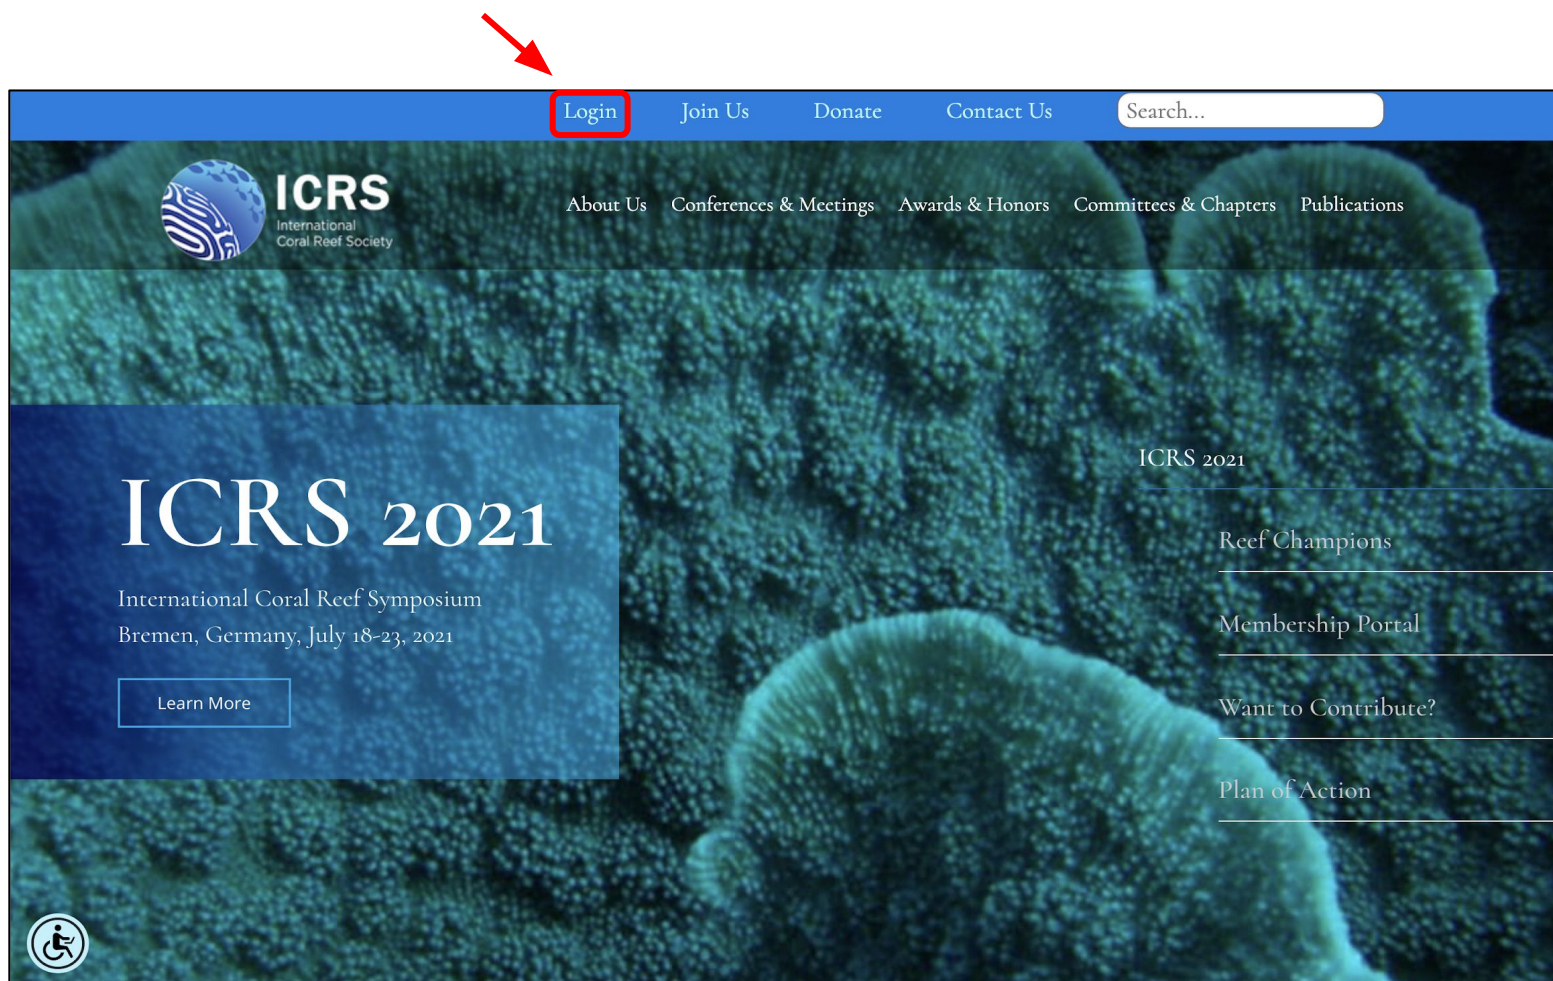 Login Join Us Donate Contact Us Search...
ICRS
International
Coral Reef Society
About Us Conferences & Meetings Awards & Honors Committees & Chapters Publications
ICRS 2021
International Coral Reef Symposium
Bremen, Germany, July 18-23, 2021
Learn More
ICRS 2021
Reef Champions
Membership Portal
Want to Contribute?
Plan of Action